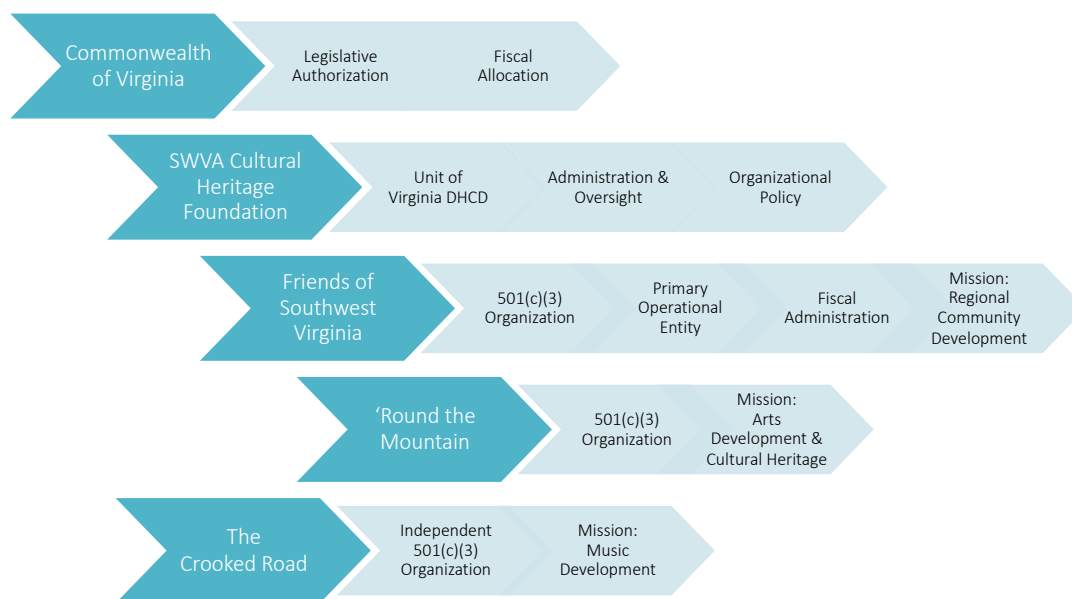 Commonwealth
of Virginia
Legislative
Authorization
Fiscal
Allocation
SWVA Cultural
Heritage
Foundation
Unit of
Virginia DHCD
Administration &
Oversight
Organizational
Policy
Friends of
Southwest
Virginia
501(c)(3)
Organization
Primary
Operational
Entity
Fiscal
Administration
Mission:
Regional
Community
Development
‘Round the
Mountain
501(c)(3)
Organization
Mission:
Arts
Development &
Cultural Heritage
The
Crooked Road
Independent
501(c)(3)
Organization
Mission:
Music
Development